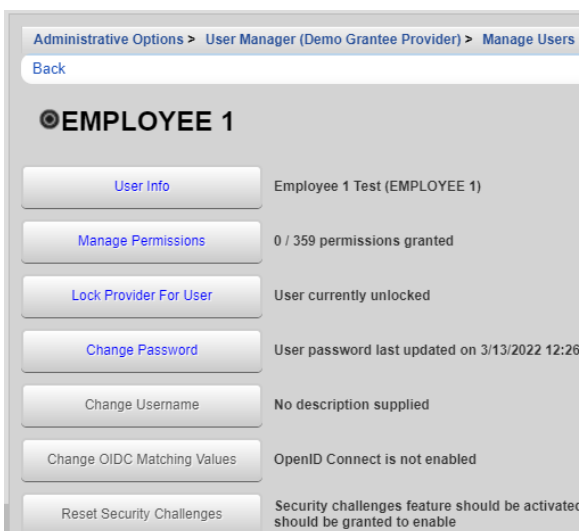 Administrative Options > User Manager (Demo Grantee Provider) > Manage Users
Back
EMPLOYEE 1
User Info Employee 1 Test (EMPLOYEE 1)
Manage Permissions 0 / 359 permissions granted
Lock Provider For User User currently unlocked
Change Password User password last updated on 3/13/2022 12:26
Change Username No description supplied
Change OIDC Matching Values OpenID Connect is not enabled
Reset Security Challenges Security challenges feature should be activated
should be granted to enable